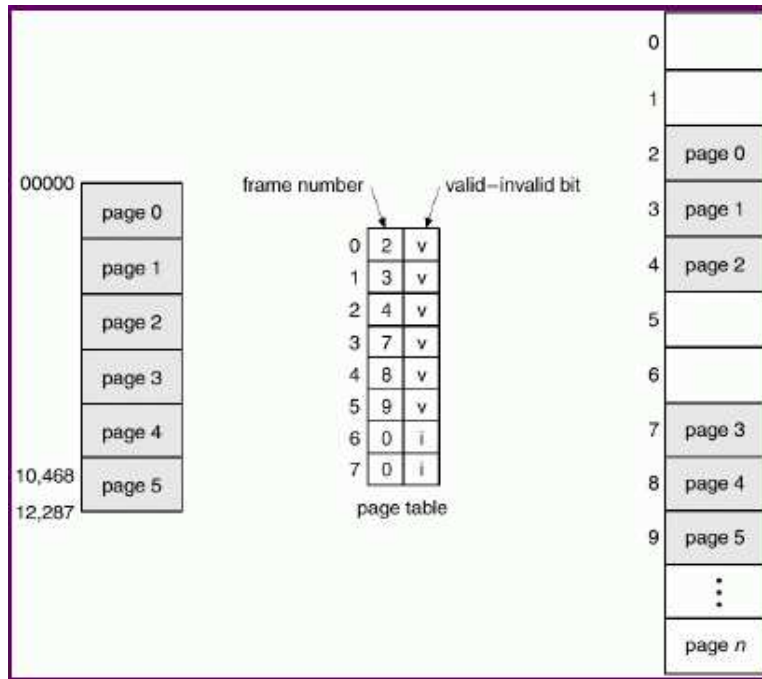 00000
page 0
page 1
page 2
page 3
page 4
10,468
page 5
12,287
frame number
valid–invalid bit
0 2 v
1 3 v
2 4 v
3 7 v
4 8 v
5 9 v
6 0 i
7 0 i
page table
0
1
2 page 0
3 page 1
4 page 2
5
6
7 page 3
8 page 4
9 page 5
page n